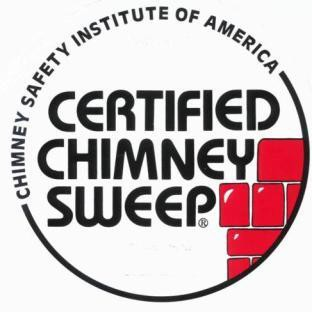 CHIMNEY SAFETY INSTITUTE OF AMERICA
CERTIFIED
CHIMNEY
SWEEP®